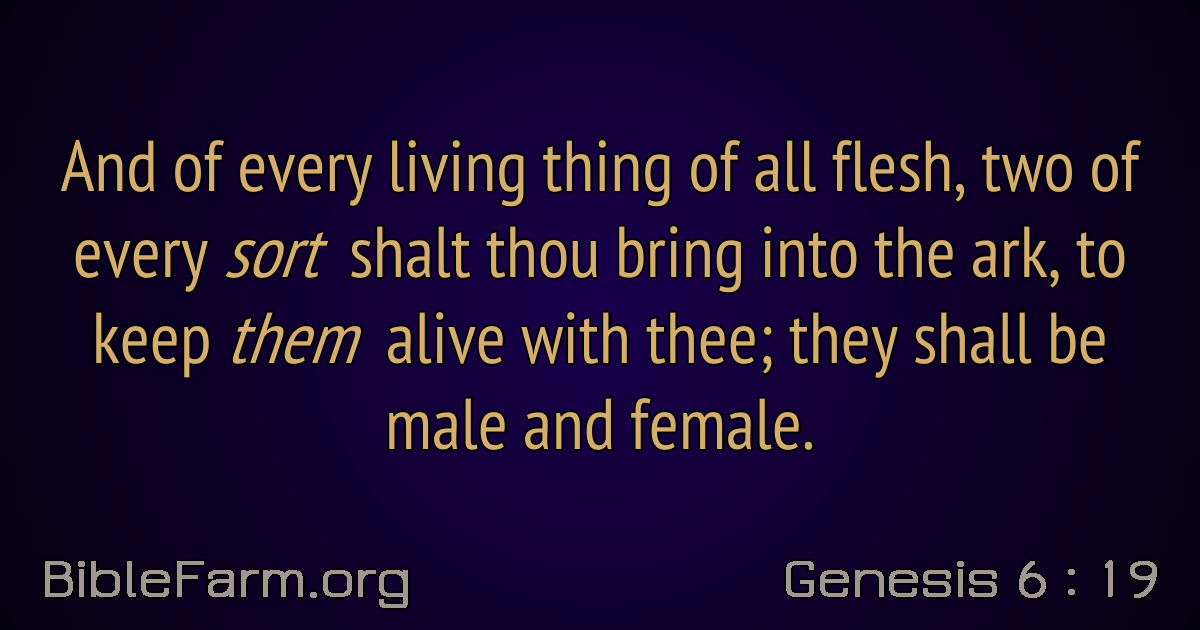 And of every living thing of all flesh, two of
every sort shalt thou bring into the ark, to
keep them alive with thee; they shall be
male and female.
BibleFarm.org
Genesis 6 : 19